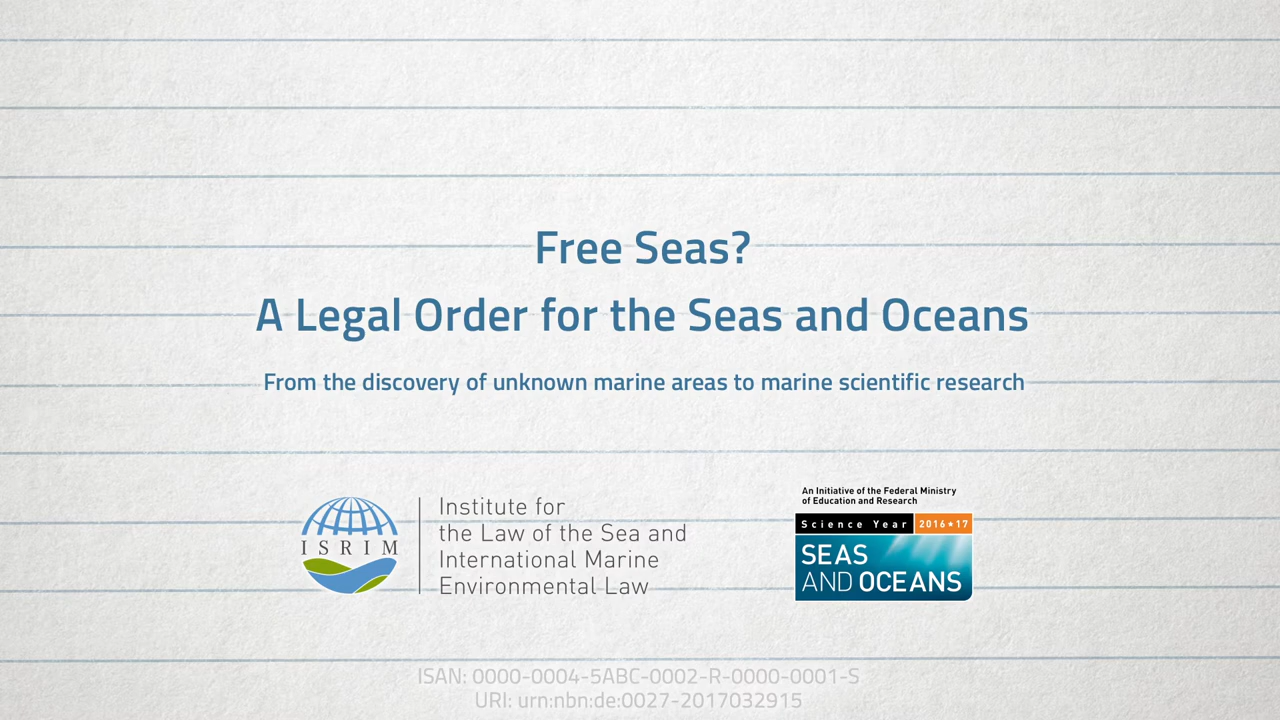 Free Seas?
A Legal Order for the Seas and Oceans
From the discovery of unknown marine areas to marine scientific research
ISRIM
Institute for
the Law of the Sea and
International Marine
Environmental Law
An Initiative of the Federal Ministry
of Education and Research
Science Year 2016*17
SEAS
AND OCEANS
ISAN: 0000-0004-5ABC-0002-R-0000-0001-S
URI: urn:nbn:de:0027-2017032915